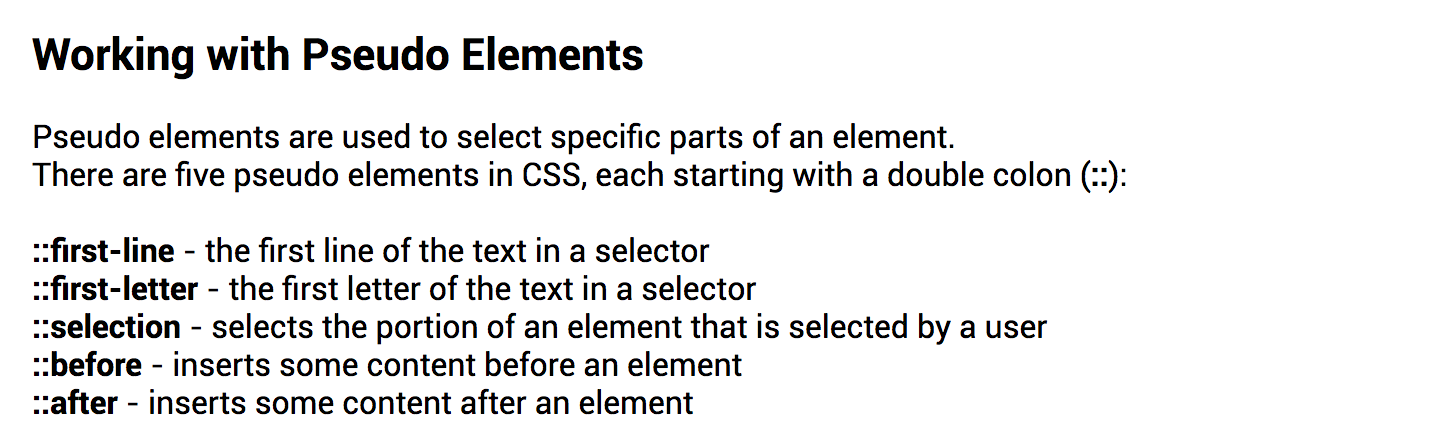 Working with Pseudo Elements
Pseudo elements are used to select specific parts of an element.
There are five pseudo elements in CSS, each starting with a double colon (::):
::first-line - the first line of the text in a selector
::first-letter - the first letter of the text in a selector
::selection - selects the portion of an element that is selected by a user
::before - inserts some content before an element
::after - inserts some content after an element